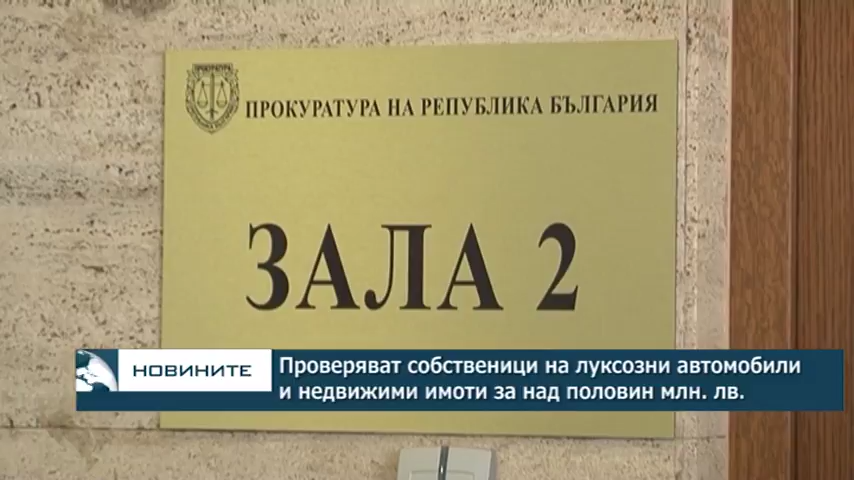 ПРОКУРАТУРА НА РЕПУБЛИКА БЪЛГАРИЯ
ЗАЛА 2
НОВИНИТЕ
Проверяват собственици на луксозни автомобили
и недвижими имоти за над половин млн. лв.